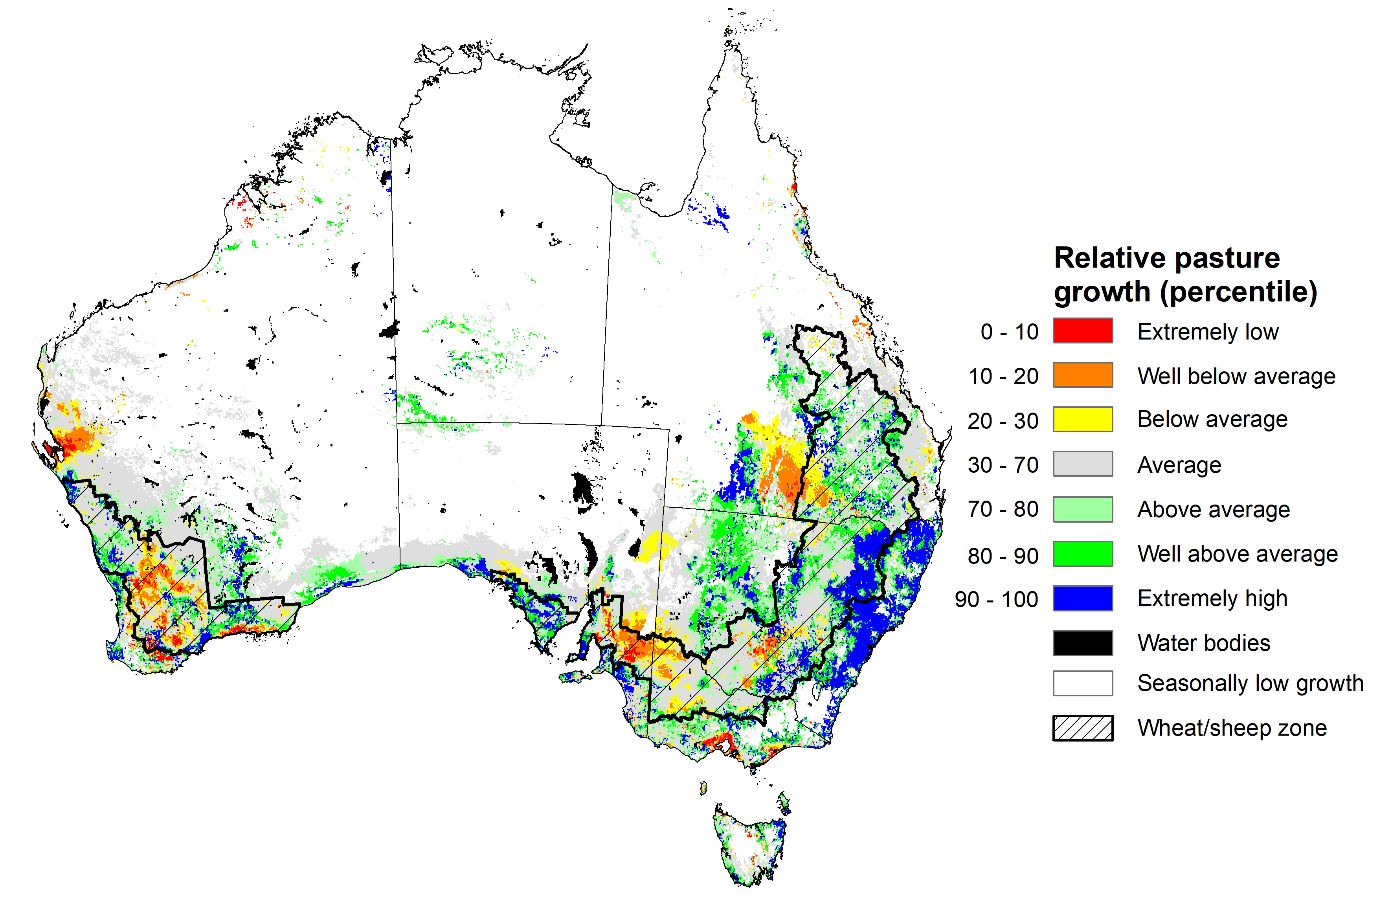 Relative pasture
growth (percentile)
0 - 10 Extremely low
10 - 20 Well below average
20 - 30 Below average
30 - 70 Average
70 - 80 Above average
80 - 90 Well above average
90 - 100 Extremely high
Water bodies
Seasonally low growth
Wheat/sheep zone